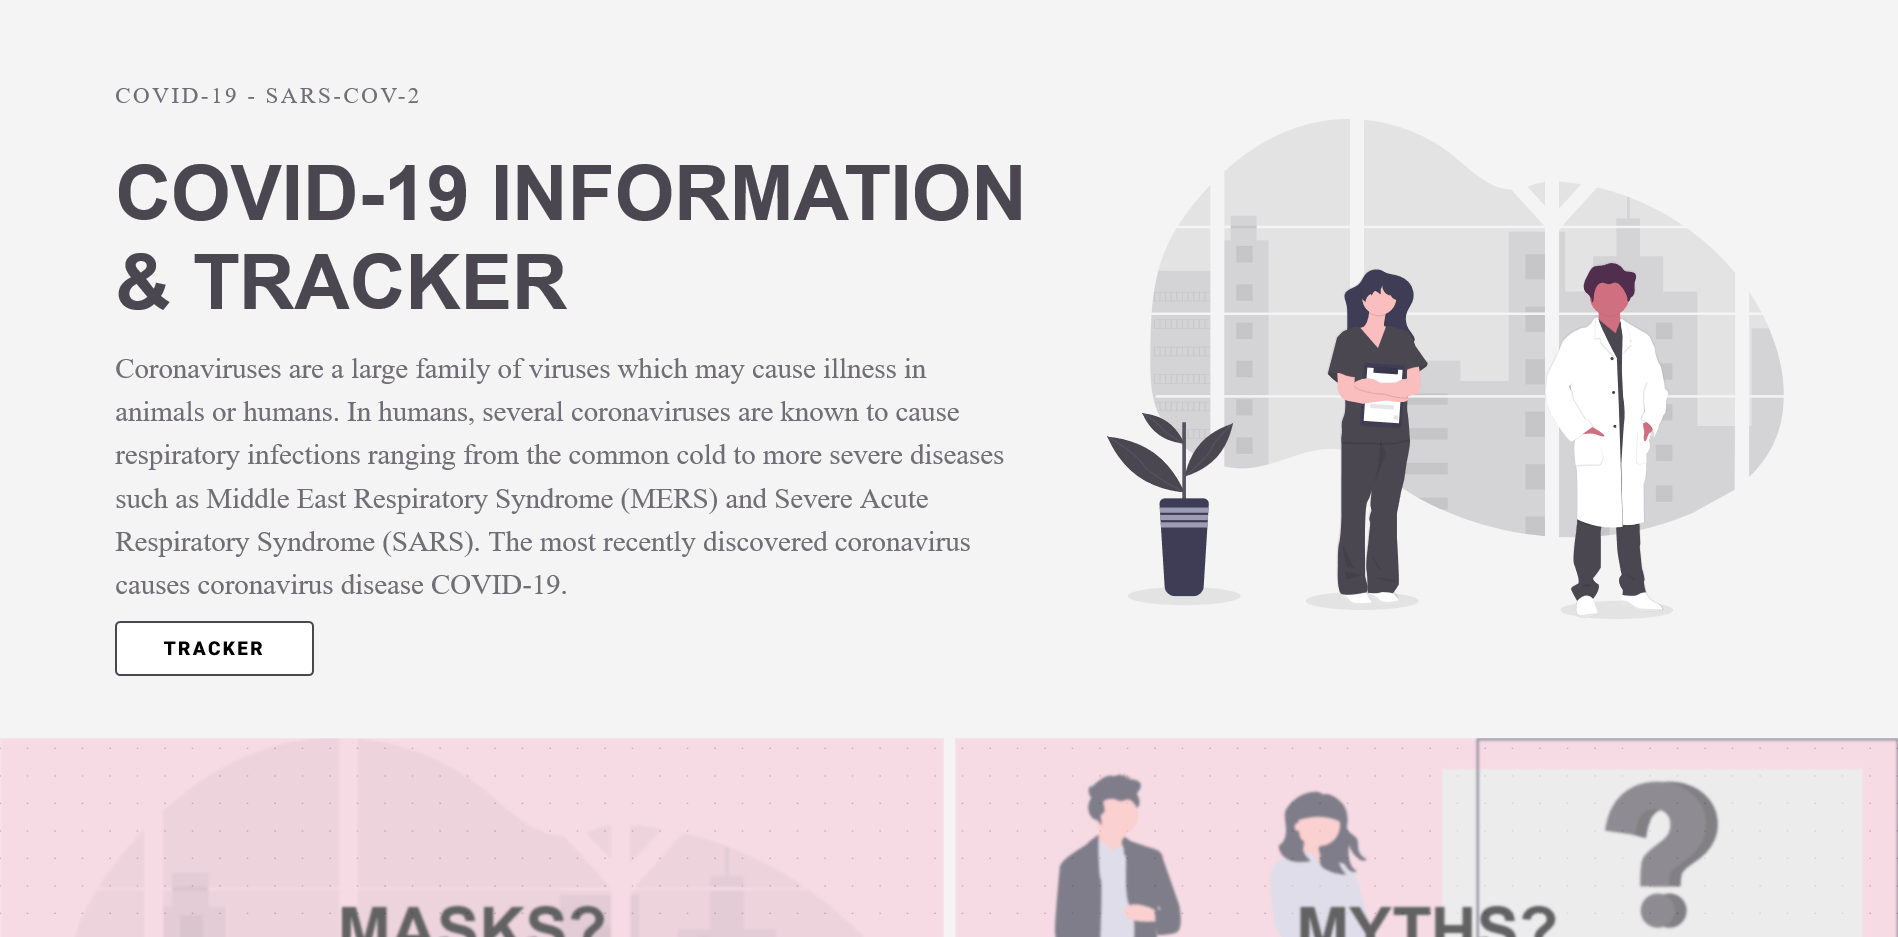 COVID-19 - SARS-COV-2
COVID-19 INFORMATION
& TRACKER
Coronaviruses are a large family of viruses which may cause illness in
animals or humans. In humans, several coronaviruses are known to cause
respiratory infections ranging from the common cold to more severe diseases
such as Middle East Respiratory Syndrome (MERS) and Severe Acute
Respiratory Syndrome (SARS). The most recently discovered coronavirus
causes coronavirus disease COVID-19.
TRACKER
?
MASKS?
MYTHS?